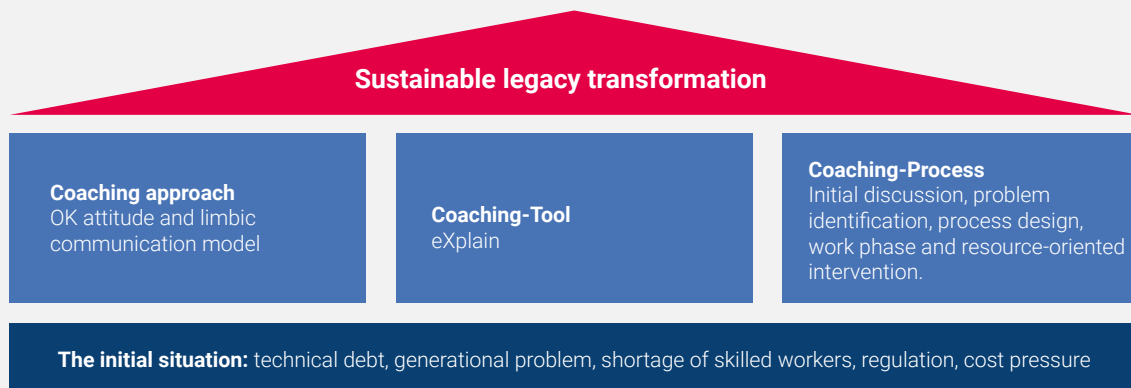 Sustainable legacy transformation
Coaching approach
OK attitude and limbic
communication model
Coaching-Tool
eXplain
Coaching-Process
Initial discussion, problem
identification, process design,
work phase and resource-oriented
intervention.
The initial situation: technical debt, generational problem, shortage of skilled workers, regulation, cost pressure